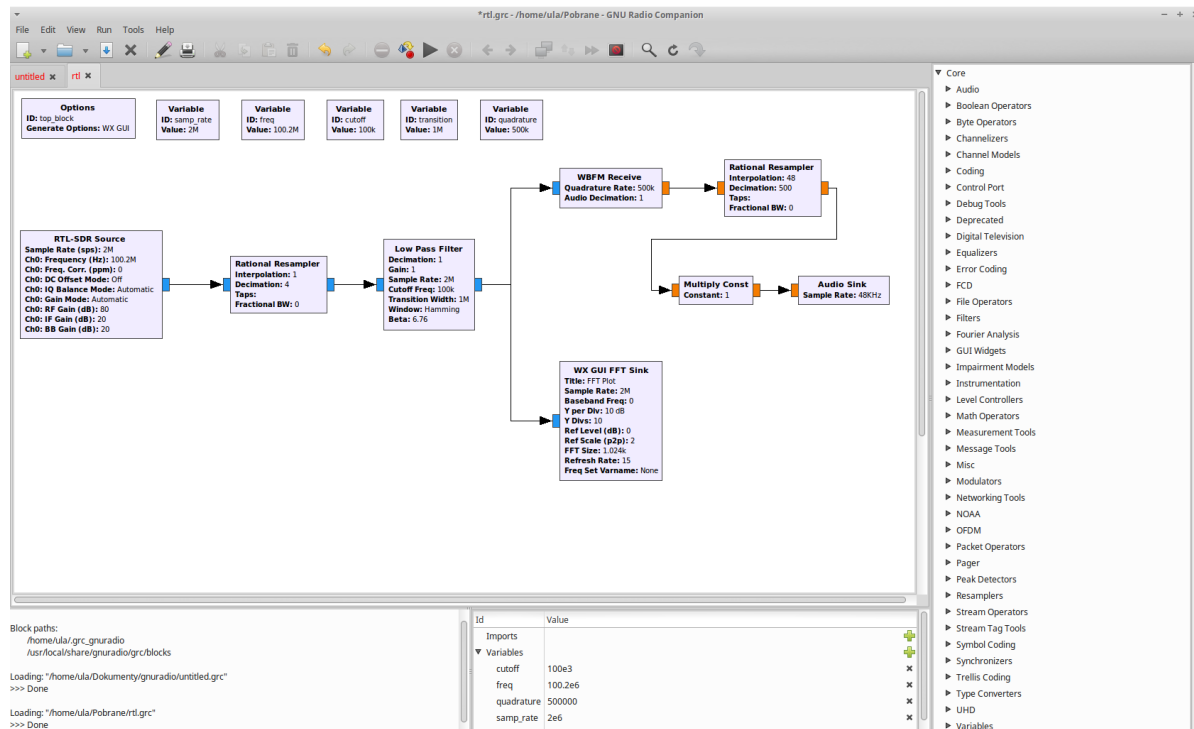 *rtl.grc - /home/ula/Pobrane - GNU Radio Companion
File Edit View Run Tools Help
untitled rtl
Options
ID: top_block
Generate Options: WX GUI
Variable
ID: samp_rate
Value: 2M
Variable
ID: freq
Value: 100.2M
Variable
ID: cutoff
Value: 100k
Variable
ID: transition
Value: 1M
Variable
ID: quadrature
Value: 500k
RTL-SDR Source
Sample Rate (sps): 2M
Ch0: Frequency (Hz): 100.2M
Ch0: Freq. Corr. (ppm): 0
Ch0: DC Offset Mode: Off
Ch0: IQ Balance Mode: Automatic
Ch0: Gain Mode: Automatic
Ch0: RF Gain (dB): 80
Ch0: IF Gain (dB): 20
Ch0: BB Gain (dB): 20
Rational Resampler
Interpolation: 1
Decimation: 4
Taps:
Fractional BW: 0
Low Pass Filter
Decimation: 1
Gain: 1
Sample Rate: 2M
Cutoff Freq: 100k
Transition Width: 1M
Window: Hamming
Beta: 6.76
WBFM Receive
Quadrature Rate: 500k
Audio Decimation: 1
Rational Resampler
Interpolation: 48
Decimation: 500
Taps:
Fractional BW: 0
Multiply Const
Constant: 1
Audio Sink
Sample Rate: 48KHz
WX GUI FFT Sink
Title: FFT Plot
Sample Rate: 2M
Baseband Freq: 0
Y per Div: 10 dB
Y Divs: 10
Ref Level (dB): 0
Ref Scale (p2p): 2
FFT Size: 1.024k
Refresh Rate: 15
Freq Set Varname: None
Core
Audio
Boolean Operators
Byte Operators
Channelizers
Channel Models
Coding
Control Port
Debug Tools
Deprecated
Digital Television
Equalizers
Error Coding
FCD
File Operators
Filters
Fourier Analysis
GUI Widgets
Impairment Models
Instrumentation
Level Controllers
Math Operators
Measurement Tools
Message Tools
Misc
Modulators
Networking Tools
NOAA
OFDM
Packet Operators
Pager
Peak Detectors
Resamplers
Stream Operators
Stream Tag Tools
Symbol Coding
Synchronizers
Trellis Coding
Type Converters
UHD
Variables
Block paths:
/home/ula/.grc_gnuradio
/usr/local/share/gnuradio/grc/blocks
Loading: "/home/ula/Dokumenty/gnuradio/untitled.grc"
>>> Done
Loading: "/home/ula/Pobrane/rtl.grc"
>>> Done
Id Value
Imports
Variables
cutoff 100e3
freq 100.2e6
quadrature 500000
samp_rate 2e6